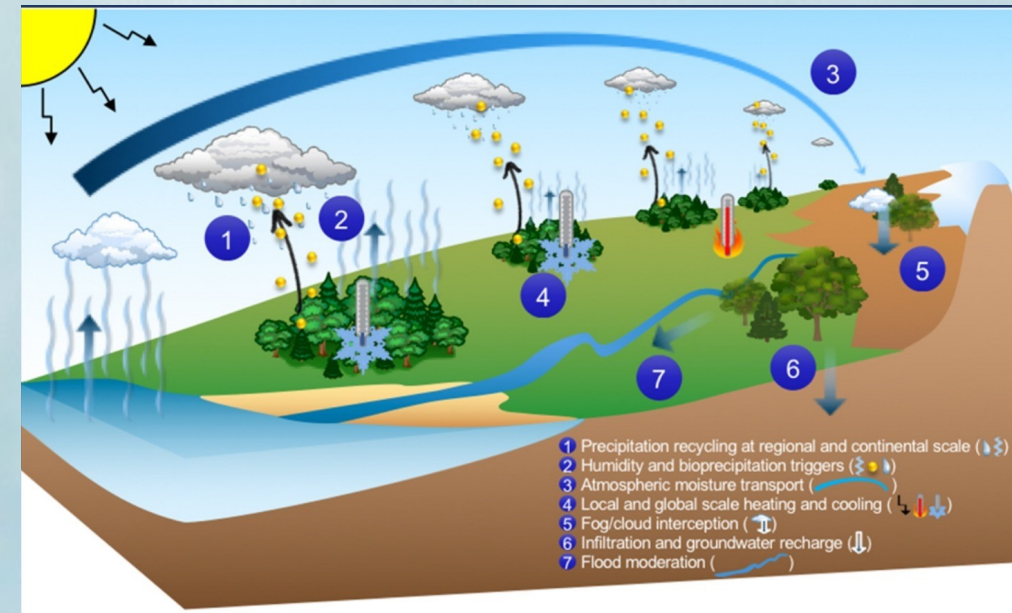 3
1
2
4
5
6
7
1 Precipitation recycling at regional and continental scale ( )
2 Humidity and bioprecipitation triggers ( )
3 Atmospheric moisture transport ( )
4 Local and global scale heating and cooling ( )
5 Fog/cloud interception ( )
6 Infiltration and groundwater recharge ( )
7 Flood moderation ( )